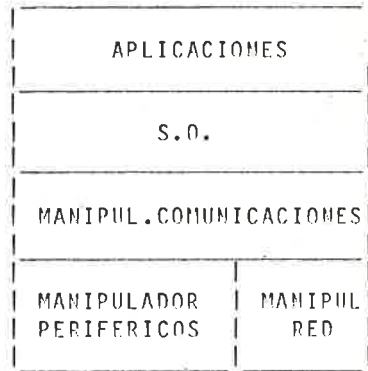 APLICACIONES
S.O.
MANIPUL.COMUNICACIONES
MANIPULADOR
PERIFERICOS
MANIPUL
RED